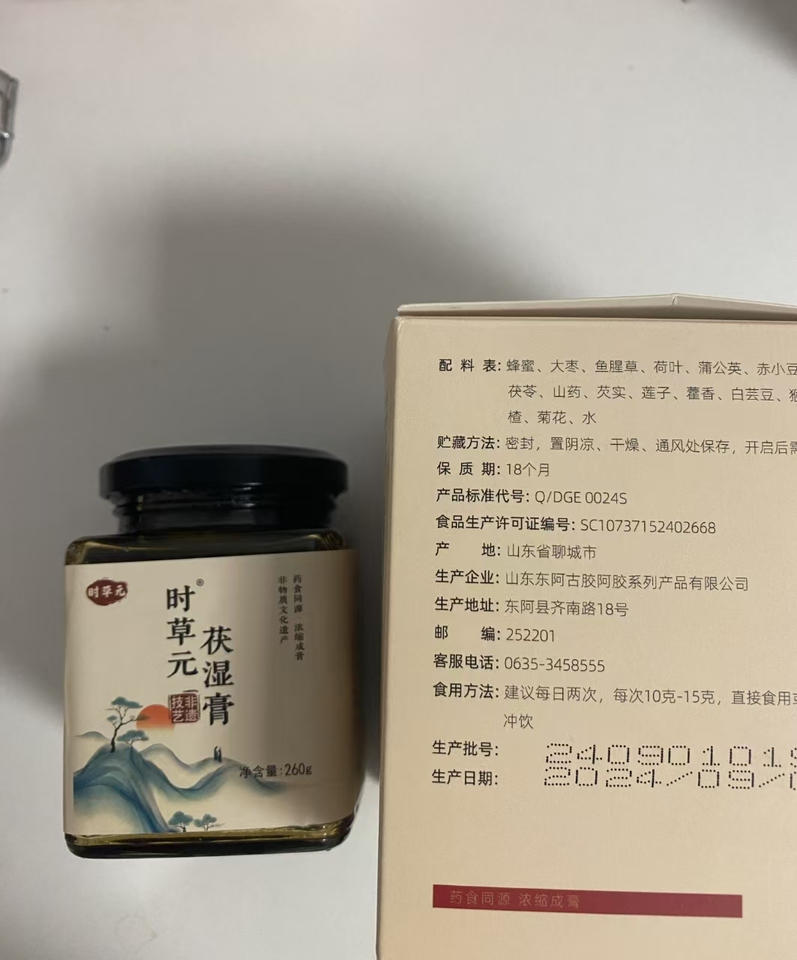 时草元
时草元®
茯湿膏
非遗技艺
药食同源 浓缩成膏
非物质文化遗产
净含量:260g
配料表:蜂蜜、大枣、鱼腥草、荷叶、蒲公英、赤小豆
茯苓、山药、芡实、莲子、藿香、白芸豆、
楂、菊花、水
贮藏方法:密封,置阴凉、干燥、通风处保存,开启后需
保质期:18个月
产品标准代号:Q/DGE 0024S
食品生产许可证编号:SC10737152402668
产地:山东省聊城市
生产企业:山东东阿古胶阿胶系列产品有限公司
生产地址:东阿县齐南路18号
邮编:252201
客服电话:0635-3458555
食用方法:建议每日两次,每次10克-15克,直接食用或
冲饮
生产批号:24090101
生产日期:2024/09/
药食同源 浓缩成膏